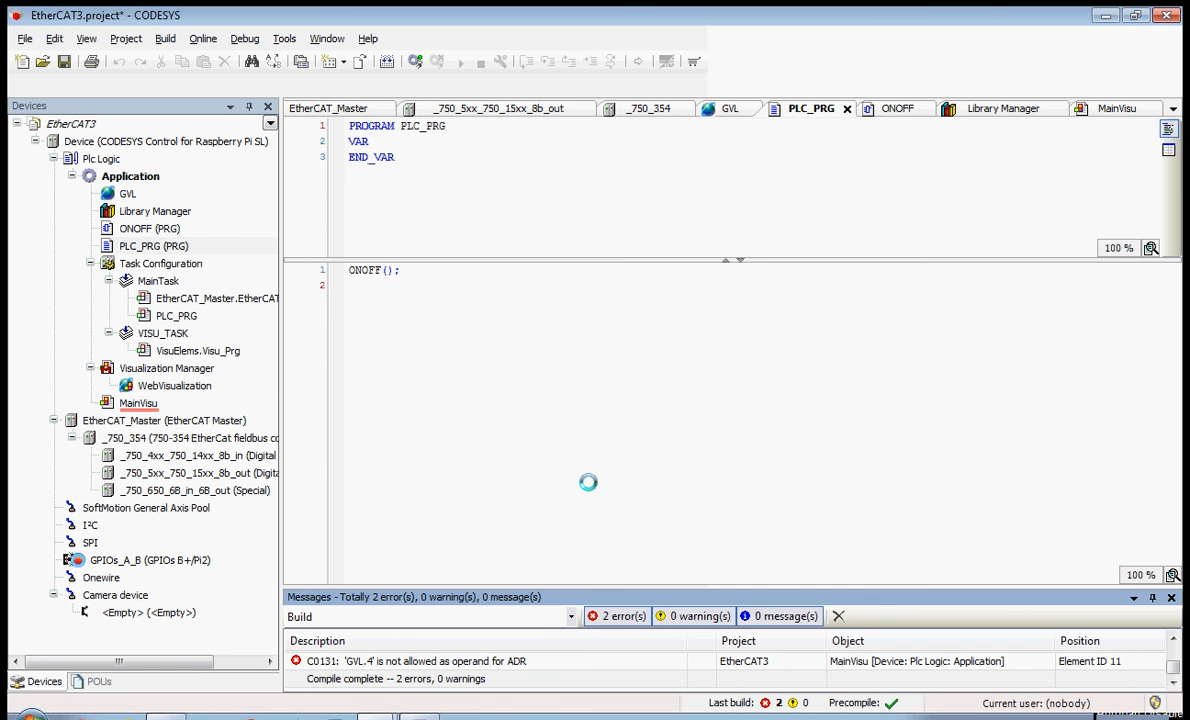 EtherCAT3.project* - CODESYS
File Edit View Project Build Online Debug Tools Window Help
Devices
EtherCAT_Master _750_5xx_750_15xx_8b_out _750_354 GVL PLC_PRG ONOFF Library Manager MainVisu
EtherCAT3
Device (CODESYS Control for Raspberry Pi SL)
Plc Logic
Application
GVL
Library Manager
ONOFF (PRG)
PLC_PRG (PRG)
Task Configuration
MainTask
EtherCAT_Master.EtherCAT
PLC_PRG
VISU_TASK
VisuElems.Visu_Prg
Visualization Manager
WebVisualization
MainVisu
EtherCAT_Master (EtherCAT Master)
_750_354 (750-354 EtherCat fieldbus co
_750_4xx_750_14xx_8b_in (Digital
_750_5xx_750_15xx_8b_out (Digita
_750_650_6B_in_6B_out (Special)
SoftMotion General Axis Pool
I²C
SPI
GPIOs_A_B (GPIOs B+/Pi2)
Onewire
Camera device
<Empty> (<Empty>)
Devices POUs
1 PROGRAM PLC_PRG
2 VAR
3 END_VAR
100 %
1 ONOFF();
2
100 %
Messages - Totally 2 error(s), 0 warning(s), 0 message(s)
Build 2 error(s) 0 warning(s) 0 message(s)
Description Project Object Position
C0131: 'GVL.4' is not allowed as operand for ADR EtherCAT3 MainVisu [Device: Plc Logic: Application] Element ID 11
Compile complete -- 2 errors, 0 warnings
Last build: 2 0 Precompile: Current user: (nobody)